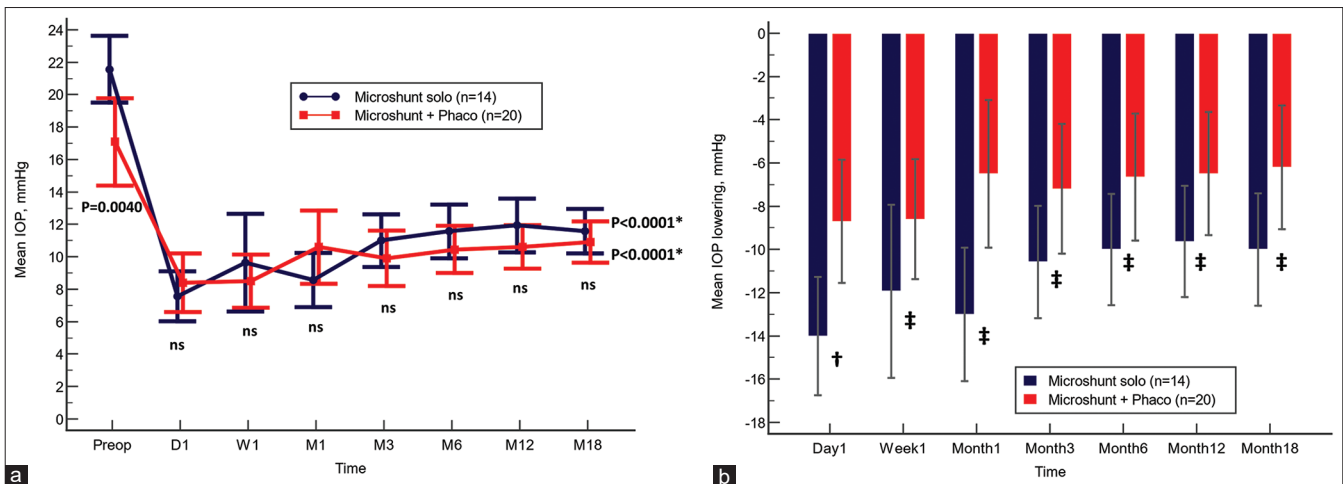 24
22
20
18
16
14
12
10
8
6
4
2
0
Mean IOP, mmHg
Microshunt solo (n=14)
Microshunt + Phaco (n=20)
P=0.0040
P<0.0001*
P<0.0001*
ns
ns
ns
ns
ns
ns
ns
Preop D1 W1 M1 M3 M6 M12 M18
Time
a
0
-2
-4
-6
-8
-10
-12
-14
-16
-18
Mean IOP lowering, mmHg
†
‡
‡
‡
‡
‡
‡
Microshunt solo (n=14)
Microshunt + Phaco (n=20)
Day1 Week1 Month1 Month3 Month6 Month12 Month18
Time
b